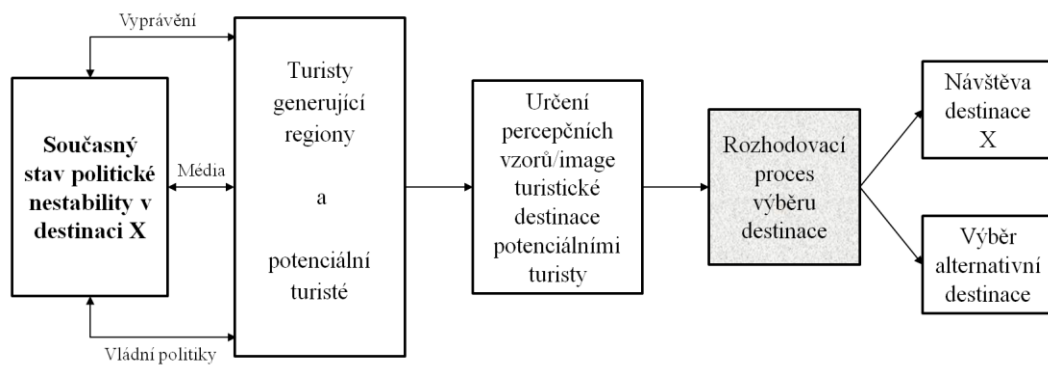 Vyprávění
Současný
stav politické
nestability v
destinaci X
Média
Vládní politiky
Turisty
generující
regiony
a
potenciální
turisté
Určení
percepčních
vzorů/image
turistické
destinace
potenciálními
turisty
Rozhodovací
proces
výběru
destinace
Návštěva
destinace
X
Výběr
alternativní
destinace